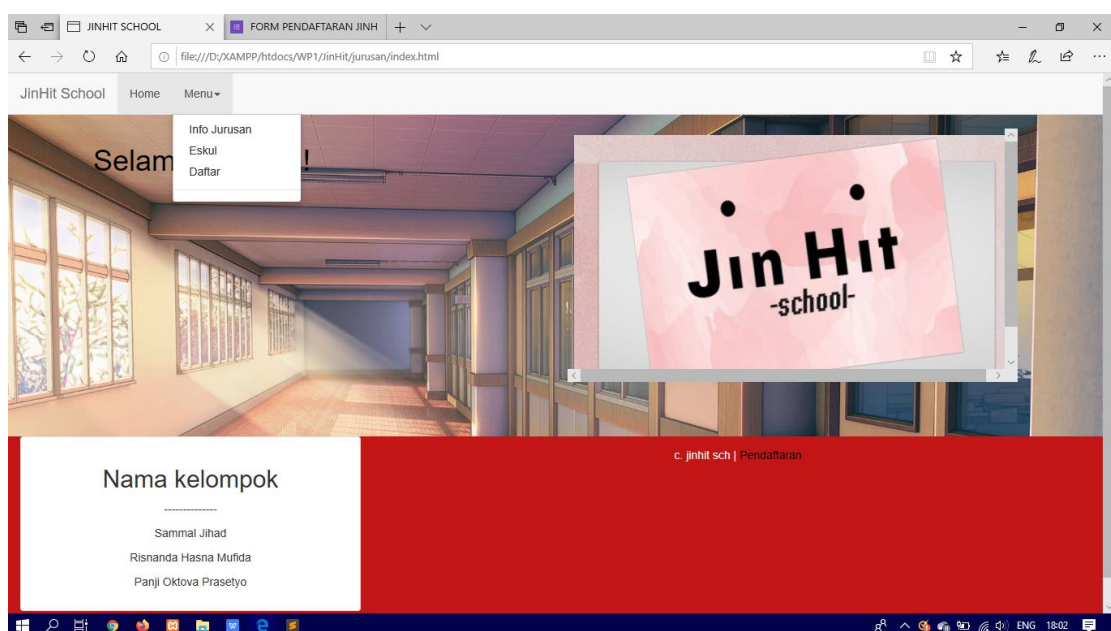 JINHIT SCHOOL
FORM PENDAFTARAN JINH
file:///D:/XAMPP/htdocs/WP1/JinHit/jurusan/index.html
JinHit School Home Menu
Info Jurusan
Eskul
Daftar
Selam !
Jin Hit
-school-
Nama kelompok
--------------
Sammal Jihad
Risnanda Hasna Mufida
Panji Oktova Prasetyo
c. jinhit sch | Pendaftaran
ENG 18:02